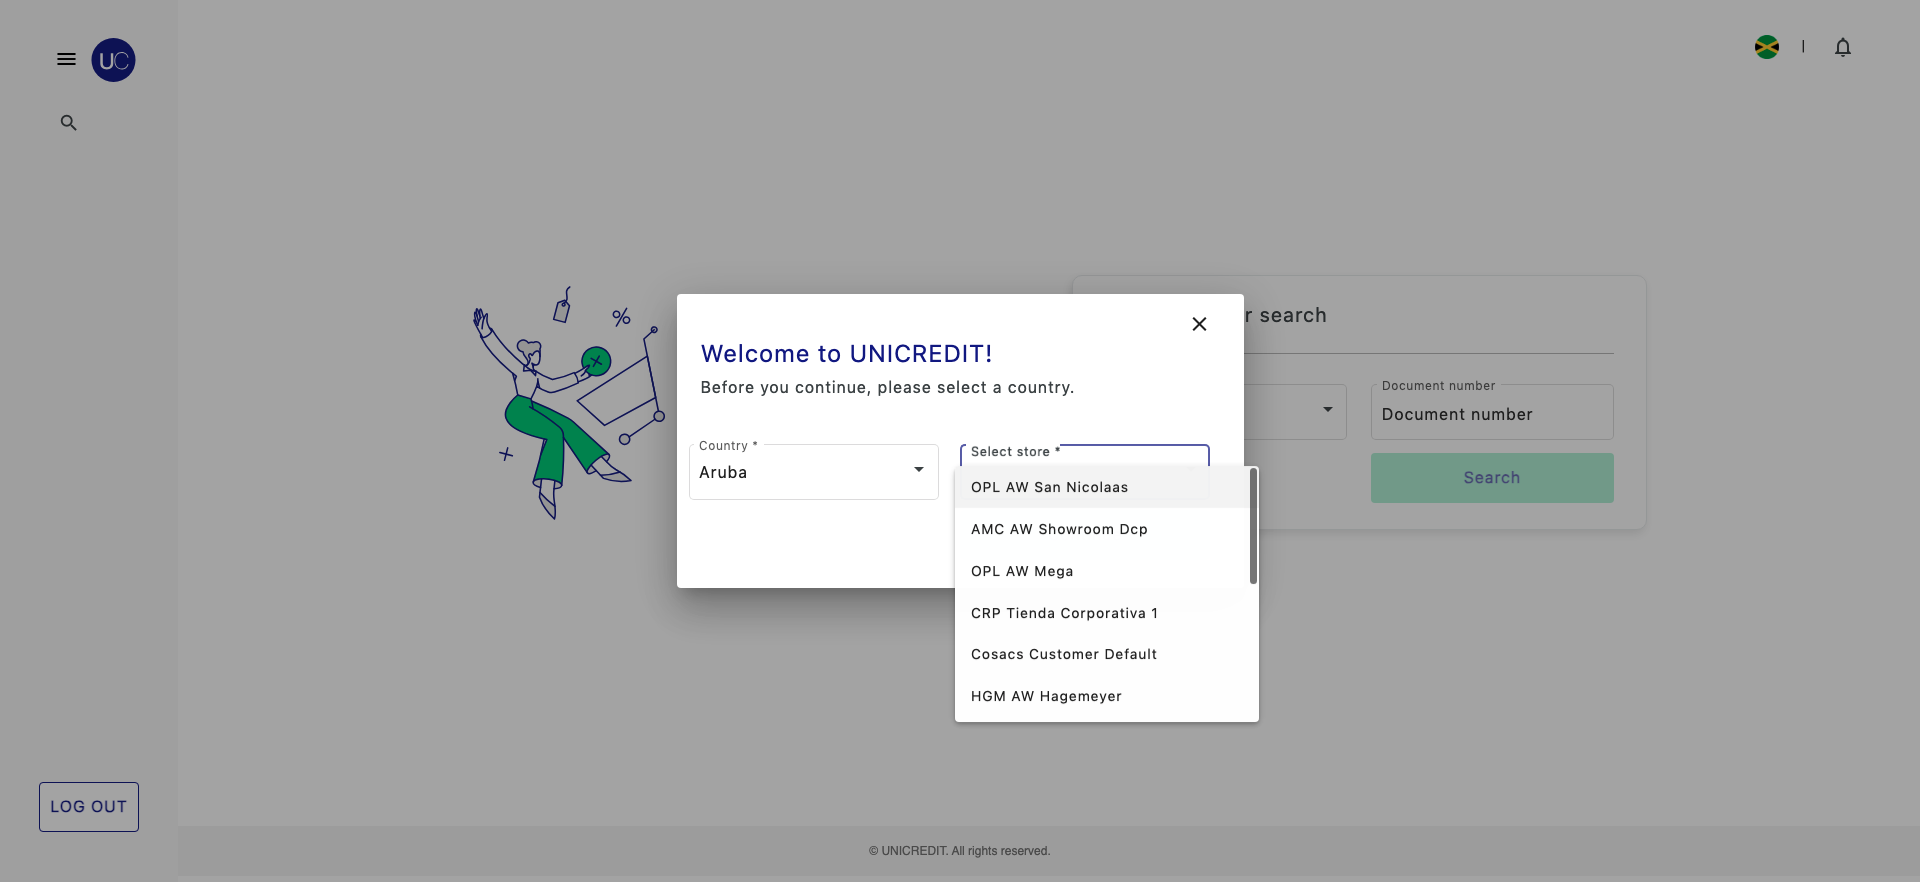 UC
Welcome to UNICREDIT!
Before you continue, please select a country.
Country *
Aruba
Select store *
OPL AW San Nicolaas
AMC AW Showroom Dcp
OPL AW Mega
CRP Tienda Corporativa 1
Cosacs Customer Default
HGM AW Hagemeyer
r search
Document number
Document number
Search
LOG OUT
© UNICREDIT. All rights reserved.